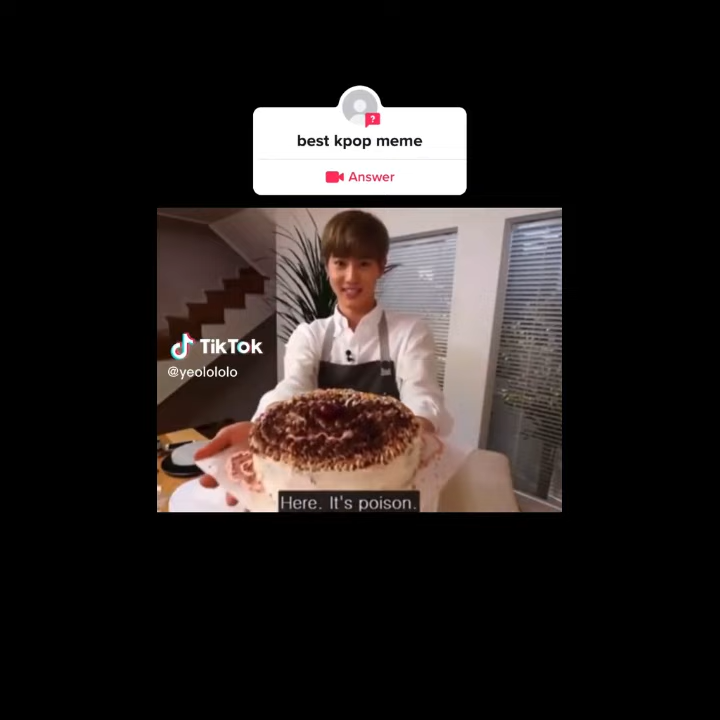 ?
best kpop meme
Answer
TikTok
@yeolololo
Here. It's poison.